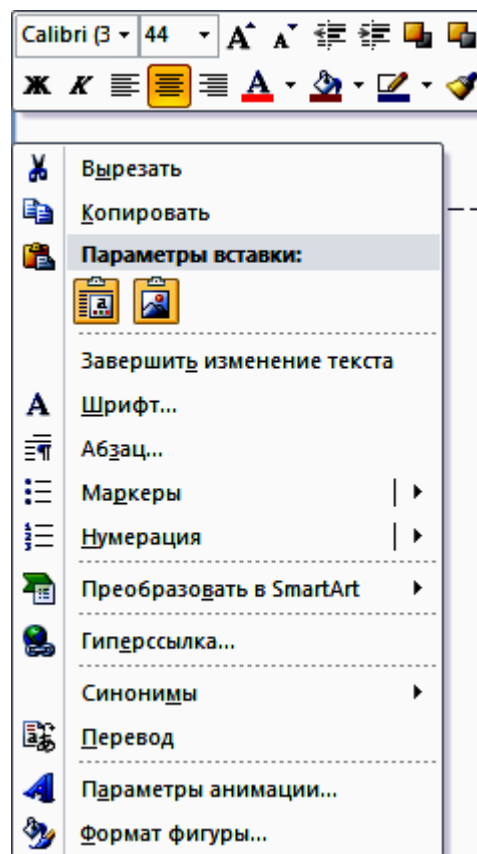 Calibri (З 44
Ж К
Вырезать
Копировать
Параметры вставки:
Завершить изменение текста
Шрифт...
Абзац...
Маркеры
Нумерация
Преобразовать в SmartArt
Гиперссылка...
Синонимы
Перевод
Параметры анимации...
Формат фигуры...